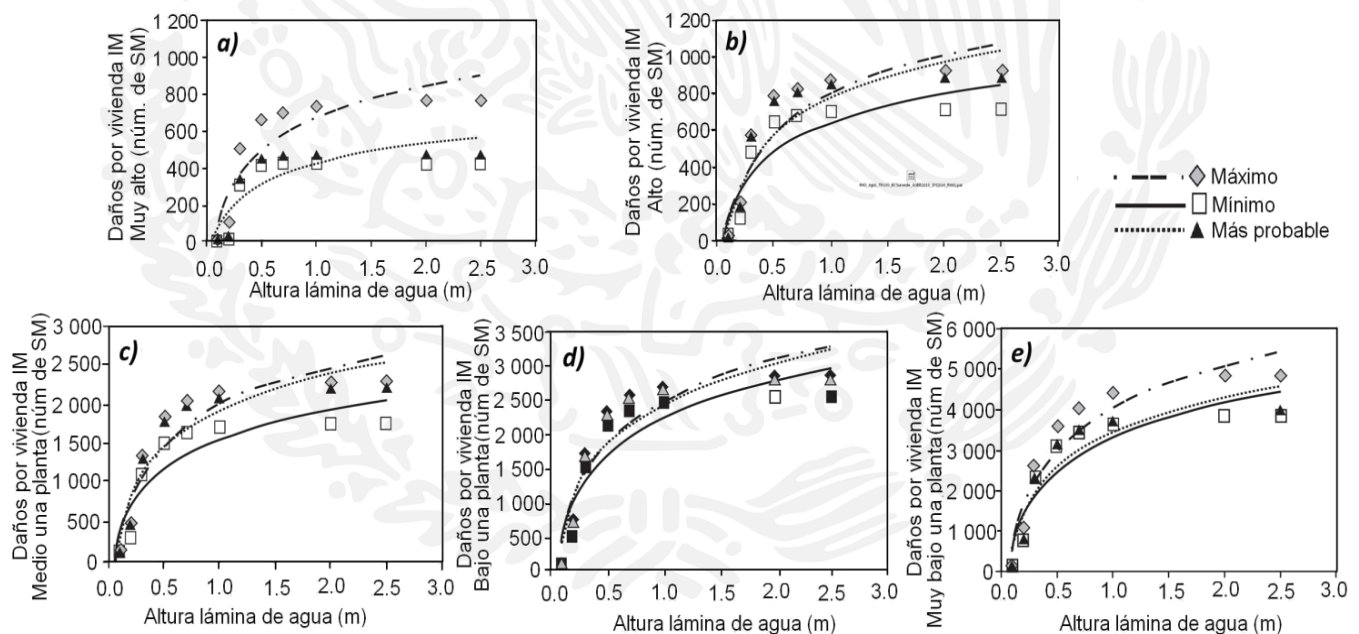 Daños por vivienda IM
Muy alto (núm. de SM)
a)
1 200
1 000
800
600
400
200
0
0.0 0.5 1.0 1.5 2.0 2.5 3.0
Altura lámina de agua (m)
Daños por vivienda IM
Alto (núm. de SM)
b)
1 200
1 000
800
600
400
200
0
0.0 0.5 1.0 1.5 2.0 2.5 3.0
Altura lámina de agua (m)
Máximo
Mínimo
Más probable
Daños por vivienda IM
Medio una planta (núm de SM)
c)
3 000
2 500
2 000
1 500
1 000
500
0
0.0 0.5 1.0 1.5 2.0 2.5 3.0
Altura lámina de agua (m)
Daños por vivienda IM
Bajo una planta (núm de SM)
d)
3 500
3 000
2 500
2 000
1 500
1 000
500
0
0.0 0.5 1.0 1.5 2.0 2.5 3.0
Altura lámina de agua (m)
Daños por vivienda IM
Muy bajo una planta (núm de SM)
e)
6 000
5 000
4 000
3 000
2 000
1 000
0
0.0 0.5 1.0 1.5 2.0 2.5 3.0
Altura lámina de agua (m)